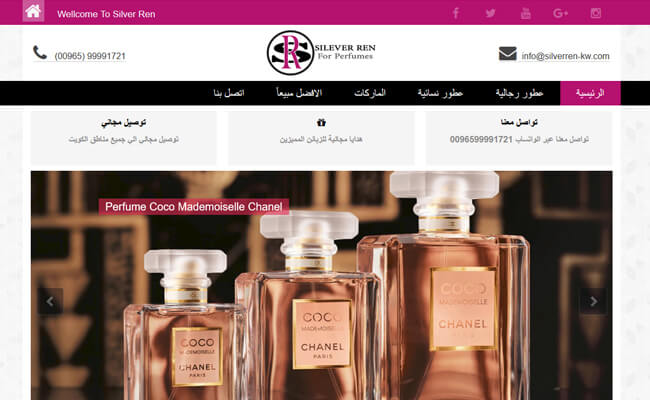 Wellcome To Silver Ren
(00965) 99991721
SILEVER REN
For Perfumes
info@silverren-kw.com
الرئيسية
عطور رجالية
عطور نسائية
الماركات
الافضل مبيعاً
اتصل بنا
تواصل معنا
تواصل معنا عبر الواتساب 0096599991721
هدايا مجانية للزبائن المميزين
توصيل مجاني
توصيل مجاني الي جميع مناطق الكويت
Perfume Coco Mademoiselle Chanel
COCO
MADEMOISELLE
CHANEL
PARIS
COCO
MADEMOISELLE
CHANEL
PARIS
COCO
MADEMOISELLE
CHANEL
PARIS